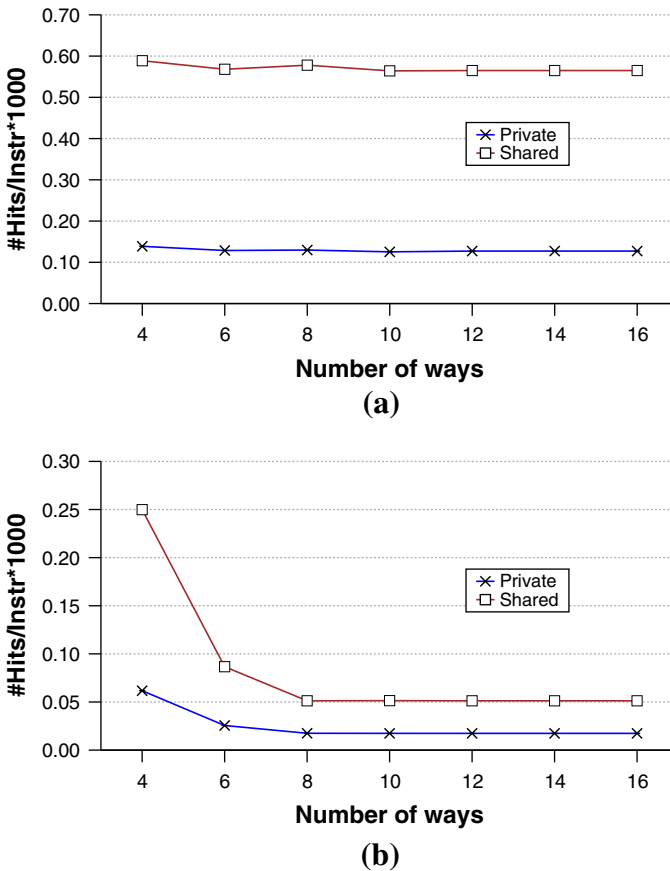 #Hits/Instr*1000
0.70
0.60
0.50
0.40
0.30
0.20
0.10
0.00
Private
Shared
4 6 8 10 12 14 16
Number of ways
(a)
#Hits/Instr*1000
0.30
0.25
0.20
0.15
0.10
0.05
0.00
Private
Shared
4 6 8 10 12 14 16
Number of ways
(b)